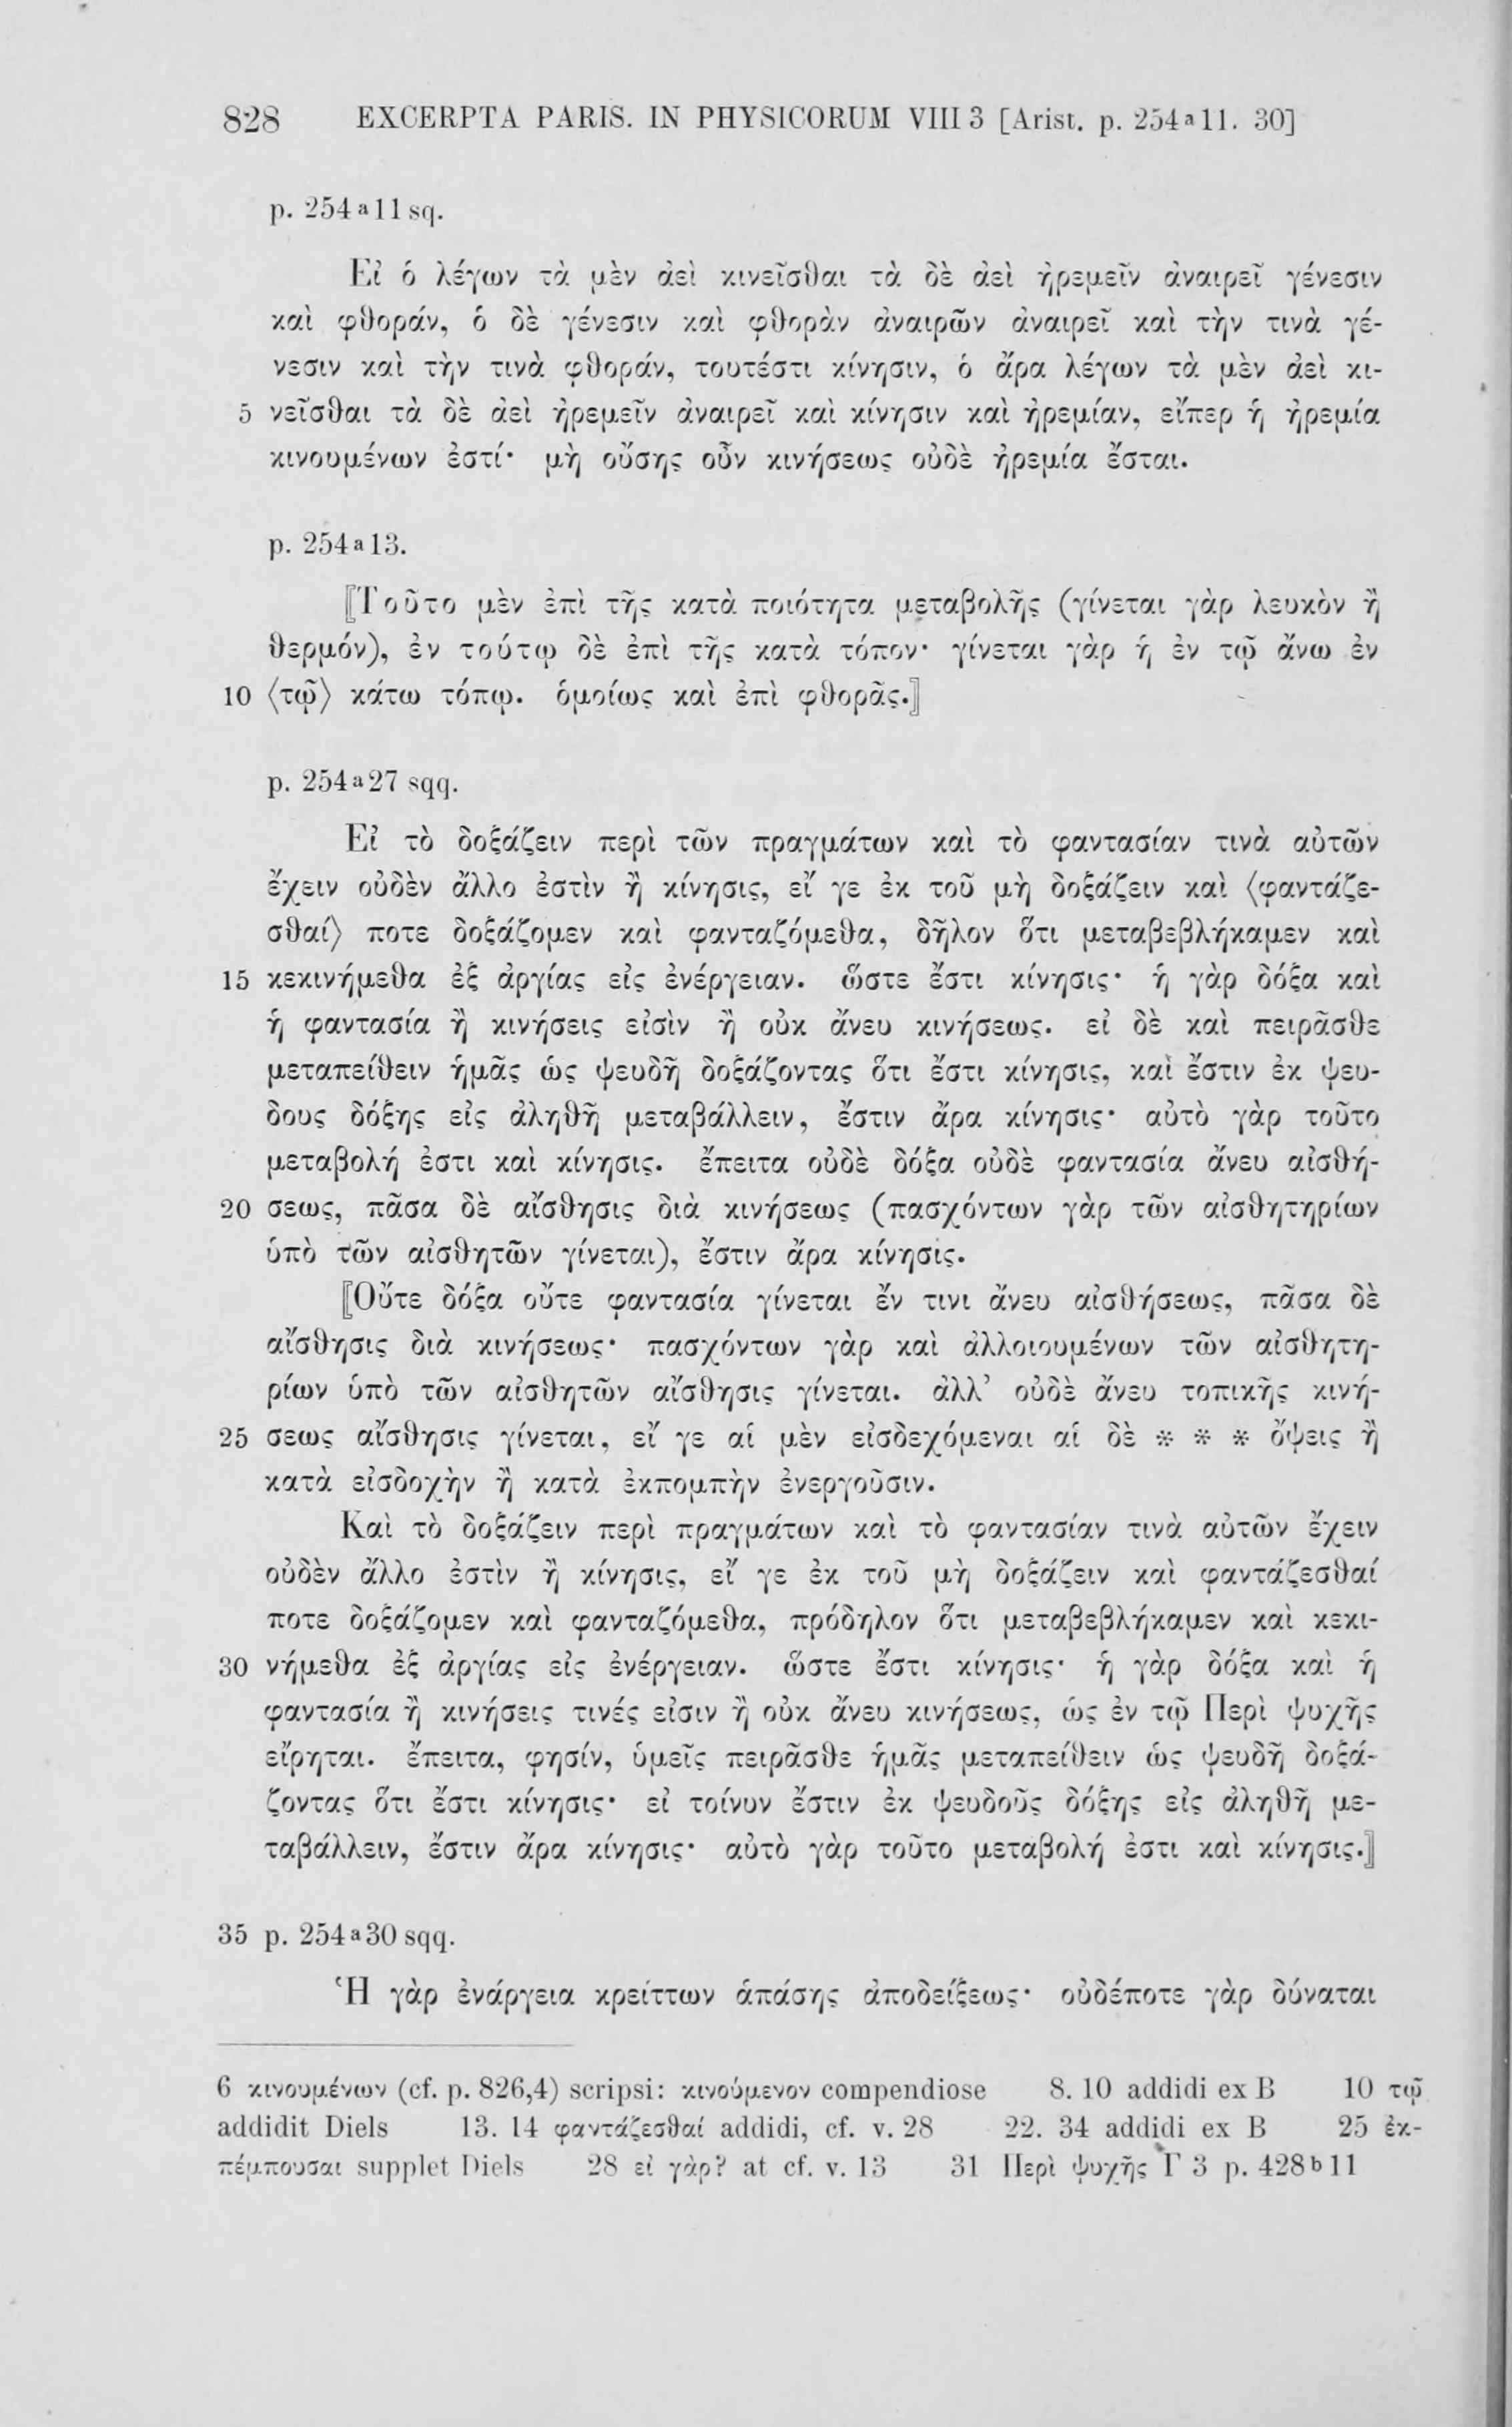 828 EXCERPTA PARIS. IN PHYSICORUM VIII 3 [Arist. p. 254ᵃ11. 30]
p. 254ᵃ11 sq.
Εἰ ὁ λέγων τὰ μὲν ἀεὶ κινεῖσθαι τὰ δὲ ἀεὶ ἠρεμεῖν ἀναιρεῖ γένεσιν
καὶ φθοράν, ὁ δὲ γένεσιν καὶ φθορὰν ἀναιρῶν ἀναιρεῖ καὶ τὴν τινὰ γέ-
νεσιν καὶ τὴν τινὰ φθοράν, τουτέστι κίνησιν, ὁ ἄρα λέγων τὰ μὲν ἀεὶ κι-
5 νεῖσθαι τὰ δὲ ἀεὶ ἠρεμεῖν ἀναιρεῖ καὶ κίνησιν καὶ ἠρεμίαν, εἴπερ ἡ ἠρεμία
κινουμένων ἐστί· μὴ οὔσης οὖν κινήσεως οὐδὲ ἠρεμία ἔσται.
p. 254ᵃ13.
⟦Τοῦτο μὲν ἐπὶ τῆς κατὰ ποιότητα μεταβολῆς (γίνεται γὰρ λευκὸν ἢ
θερμόν), ἐν τούτῳ δὲ ἐπὶ τῆς κατὰ τόπον· γίνεται γὰρ ἡ ἐν τῷ ἄνω ἐν
10 ⟨τῷ⟩ κάτω τόπῳ. ὁμοίως καὶ ἐπὶ φθορᾶς.⟧
p. 254ᵃ27 sqq.
Εἰ τὸ δοξάζειν περὶ τῶν πραγμάτων καὶ τὸ φαντασίαν τινὰ αὐτῶν
ἔχειν οὐδὲν ἄλλο ἐστὶν ἢ κίνησις, εἴ γε ἐκ τοῦ μὴ δοξάζειν καὶ ⟨φαντάζε-
σθαί⟩ ποτε δοξάζομεν καὶ φανταζόμεθα, δῆλον ὅτι μεταβεβλήκαμεν καὶ
15 κεκινήμεθα ἐξ ἀργίας εἰς ἐνέργειαν. ὥστε ἔστι κίνησις· ἡ γὰρ δόξα καὶ
ἡ φαντασία ἢ κινήσεις εἰσὶν ἢ οὐκ ἄνευ κινήσεως. εἰ δὲ καὶ πειρᾶσθε
μεταπείθειν ἡμᾶς ὡς ψευδῆ δοξάζοντας ὅτι ἔστι κίνησις, καὶ ἔστιν ἐκ ψευ-
δους δόξης εἰς ἀληθῆ μεταβάλλειν, ἔστιν ἄρα κίνησις· αὐτὸ γὰρ τοῦτο
μεταβολή ἐστι καὶ κίνησις. ἔπειτα οὐδὲ δόξα οὐδὲ φαντασία ἄνευ αἰσθή-
20 σεως, πᾶσα δὲ αἴσθησις διὰ κινήσεως (πασχόντων γὰρ τῶν αἰσθητηρίων
ὑπὸ τῶν αἰσθητῶν γίνεται), ἔστιν ἄρα κίνησις.
⟦Οὔτε δόξα οὔτε φαντασία γίνεται ἔν τινι ἄνευ αἰσθήσεως, πᾶσα δὲ
αἴσθησις διὰ κινήσεως· πασχόντων γὰρ καὶ ἀλλοιουμένων τῶν αἰσθητη-
ρίων ὑπὸ τῶν αἰσθητῶν αἴσθησις γίνεται. ἀλλ’ οὐδὲ ἄνευ τοπικῆς κινή-
25 σεως αἴσθησις γίνεται, εἴ γε αἱ μὲν εἰσδεχόμεναι αἱ δὲ * * * ὄψεις ἢ
κατὰ εἰσδοχὴν ἢ κατὰ ἐκπομπὴν ἐνεργοῦσιν.
Καὶ τὸ δοξάζειν περὶ πραγμάτων καὶ τὸ φαντασίαν τινὰ αὐτῶν ἔχειν
οὐδὲν ἄλλο ἐστὶν ἢ κίνησις, εἴ γε ἐκ τοῦ μὴ δοξάζειν καὶ φαντάζεσθαί
ποτε δοξάζομεν καὶ φανταζόμεθα, πρόδηλον ὅτι μεταβεβλήκαμεν καὶ κεκι-
30 νήμεθα ἐξ ἀργίας εἰς ἐνέργειαν. ὥστε ἔστι κίνησις· ἡ γὰρ δόξα καὶ ἡ
φαντασία ἢ κινήσεις τινές εἰσιν ἢ οὐκ ἄνευ κινήσεως, ὡς ἐν τῷ Περὶ ψυχῆς
εἴρηται. ἔπειτα, φησίν, ὑμεῖς πειρᾶσθε ἡμᾶς μεταπείθειν ὡς ψευδῆ δοξά-
ζοντας ὅτι ἔστι κίνησις· εἰ τοίνυν ἔστιν ἐκ ψευδοῦς δόξης εἰς ἀληθῆ με-
ταβάλλειν, ἔστιν ἄρα κίνησις· αὐτὸ γὰρ τοῦτο μεταβολή ἐστι καὶ κίνησις.⟧
35 p. 254ᵃ30 sqq.
Ἡ γὰρ ἐνάργεια κρείττων ἁπάσης ἀποδείξεως· οὐδέποτε γὰρ δύναται
6 κινουμένων (cf. p. 826,4) scripsi: κινούμενον compendiose 8. 10 addidi ex B 10 τῷ
addidit Diels 13. 14 φαντάζεσθαί addidi, cf. v. 28 22. 34 addidi ex B 25 ἐκ-
πέμπουσαι supplet Diels 28 εἰ γὰρ? at cf. v. 13 31 Περὶ ψυχῆς Γ 3 p. 428ᵇ11